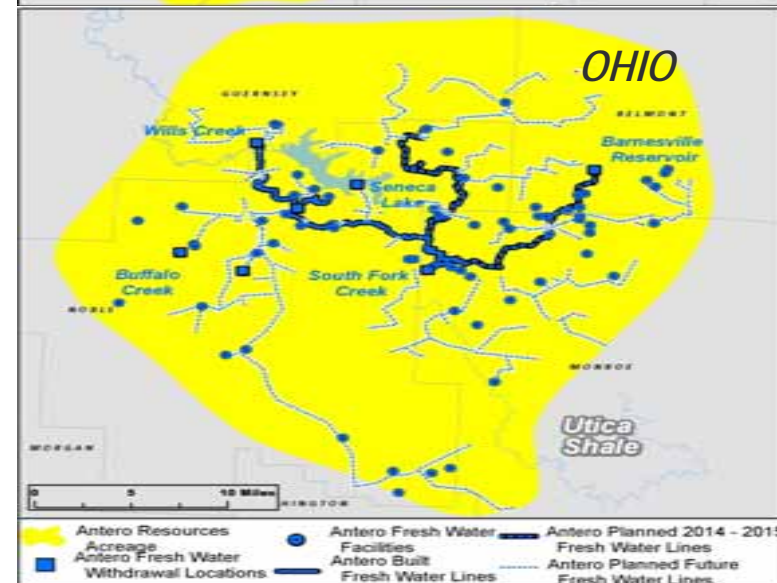 OHIO
GUERNSEY
BELMONT
Wills Creek
Barnesville
Reservoir
Seneca
Lake
Buffalo
Creek
South Fork
Creek
NOBLE
MONROE
Utica
Shale
MORGAN
0 5 10 Miles
HINGTON
Antero Resources
Acreage
Antero Fresh Water
Withdrawal Locations
Antero Fresh Water
Facilities
Antero Built
Fresh Water Lines
Antero Planned 2014 - 2015
Fresh Water Lines
Antero Planned Future
Fresh Water Lines